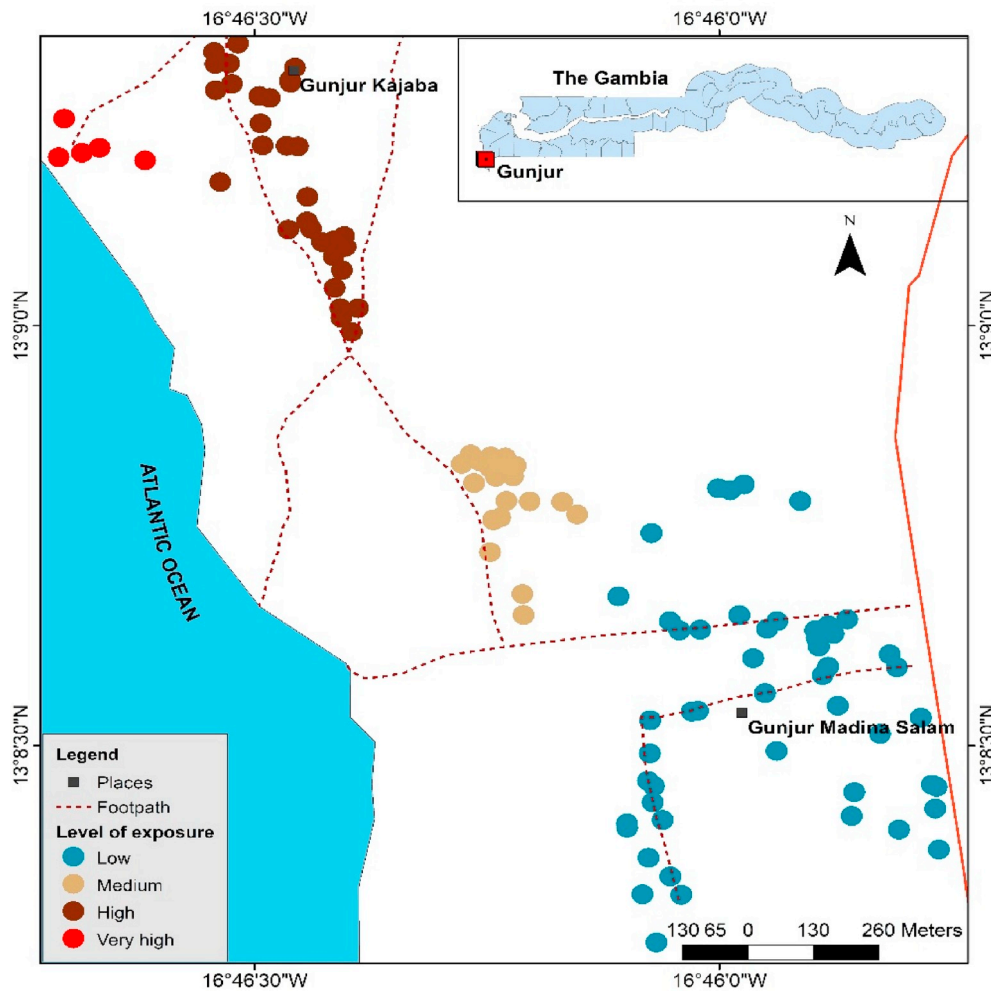 16°46'30"W
16°46'0"W
Gunjur Kajaba
The Gambia
Gunjur
N
13°9'0"N
13°9'0"N
ATLANTIC OCEAN
Gunjur Madina Salam
13°8'30"N
13°8'30"N
Legend
Places
Footpath
Level of exposure
Low
Medium
High
Very high
130 65 0 130 260 Meters
16°46'30"W
16°46'0"W